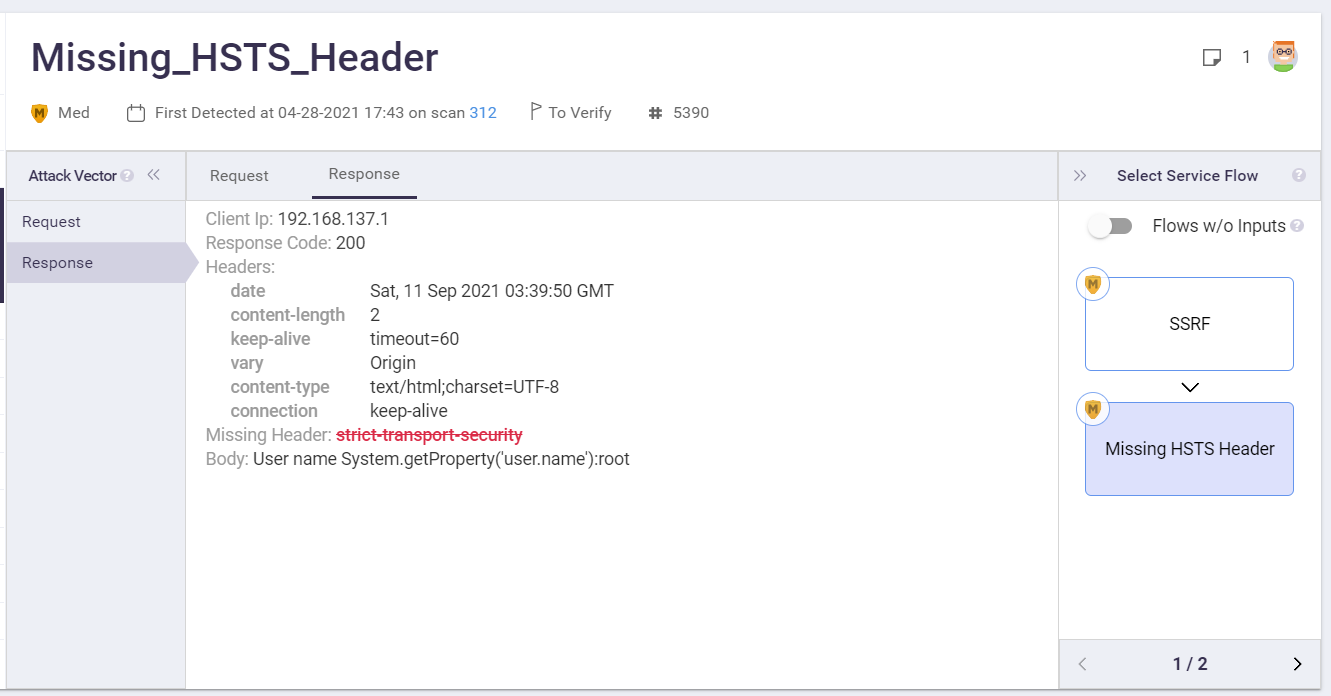 Missing_HSTS_Header
1
M Med First Detected at 04-28-2021 17:43 on scan 312 To Verify # 5390
Attack Vector ?
Request
Response
Request Response
Client Ip: 192.168.137.1
Response Code: 200
Headers:
date Sat, 11 Sep 2021 03:39:50 GMT
content-length 2
keep-alive timeout=60
vary Origin
content-type text/html;charset=UTF-8
connection keep-alive
Missing Header: strict-transport-security
Body: User name System.getProperty('user.name'):root
Select Service Flow ?
Flows w/o Inputs ?
M
SSRF
M
Missing HSTS Header
1 / 2